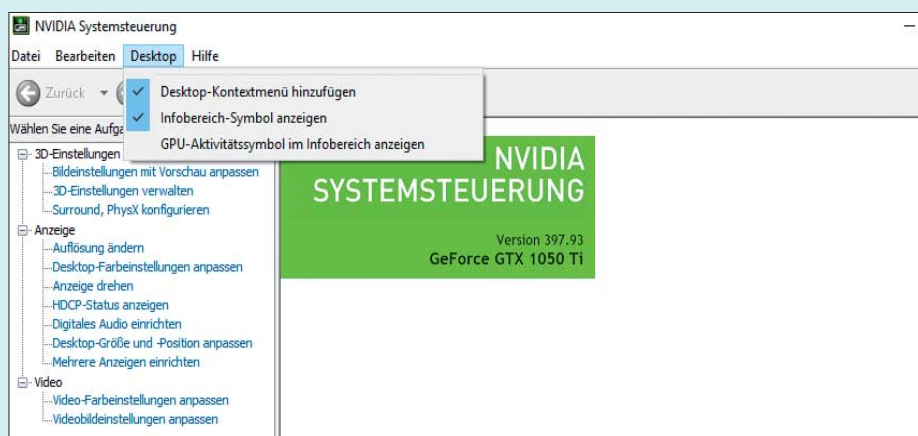 NVIDIA Systemsteuerung
Datei Bearbeiten Desktop Hilfe
Zurück
Desktop-Kontextmenü hinzufügen
Infobereich-Symbol anzeigen
GPU-Aktivitätssymbol im Infobereich anzeigen
Wählen Sie eine Aufga
3D-Einstellungen
Bildeinstellungen mit Vorschau anpassen
3D-Einstellungen verwalten
Surround, PhysX konfigurieren
Anzeige
Auflösung ändern
Desktop-Farbeinstellungen anpassen
Anzeige drehen
HDCP-Status anzeigen
Digitales Audio einrichten
Desktop-Größe und -Position anpassen
Mehrere Anzeigen einrichten
Video
Video-Farbeinstellungen anpassen
Videobildeinstellungen anpassen
NVIDIA
SYSTEMSTEUERUNG
Version 397.93
GeForce GTX 1050 Ti